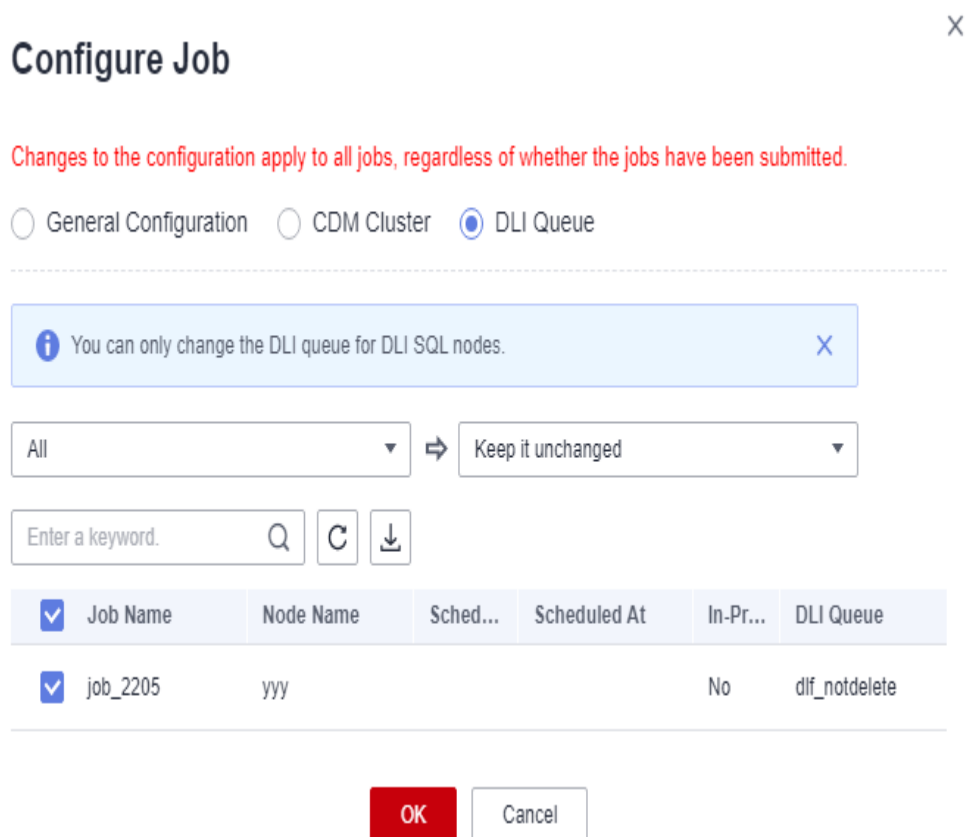 Configure Job
Changes to the configuration apply to all jobs, regardless of whether the jobs have been submitted.
General Configuration CDM Cluster DLI Queue
You can only change the DLI queue for DLI SQL nodes.
All Keep it unchanged
Enter a keyword.
Job Name Node Name Sched... Scheduled At In-Pr... DLI Queue
job_2205 yyy No dlf_notdelete
OK Cancel